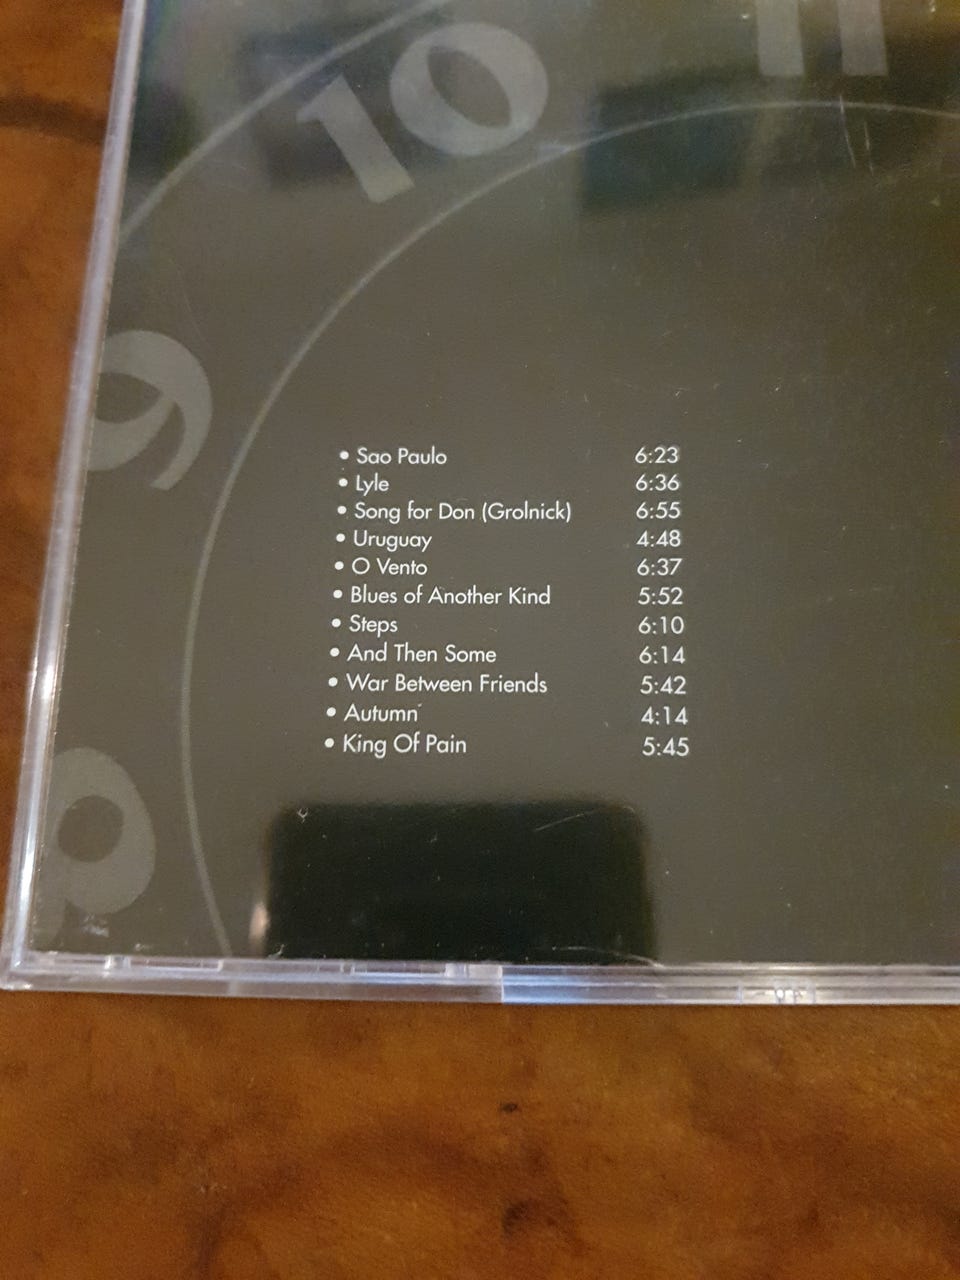 10
11
9
• Sao Paulo 6:23
• Lyle 6:36
• Song for Don (Grolnick) 6:55
• Uruguay 4:48
• O Vento 6:37
• Blues of Another Kind 5:52
• Steps 6:10
• And Then Some 6:14
• War Between Friends 5:42
• Autumn 4:14
• King Of Pain 5:45
8